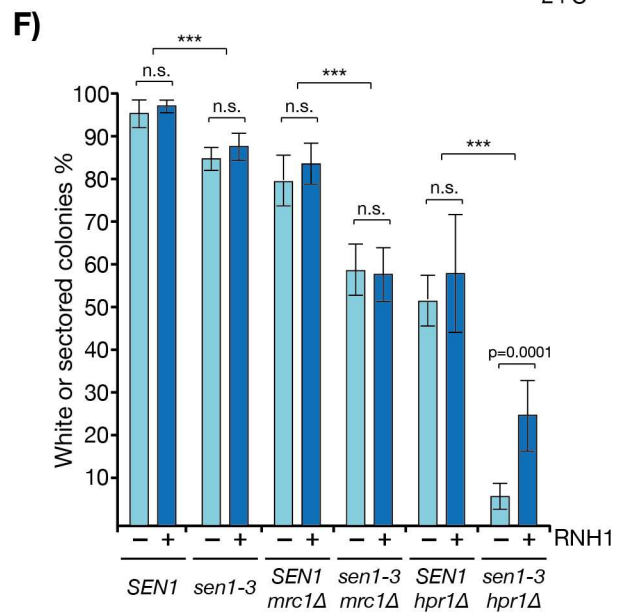 F)
***
n.s.
n.s.
***
n.s.
n.s.
***
n.s.
p=0.0001
White or sectored colonies %
100
90
80
70
60
50
40
30
20
10
− + − + − + − + − + − + RNH1
SEN1 sen1-3 SEN1 sen1-3 SEN1 sen1-3
mrc1Δ mrc1Δ hpr1Δ hpr1Δ